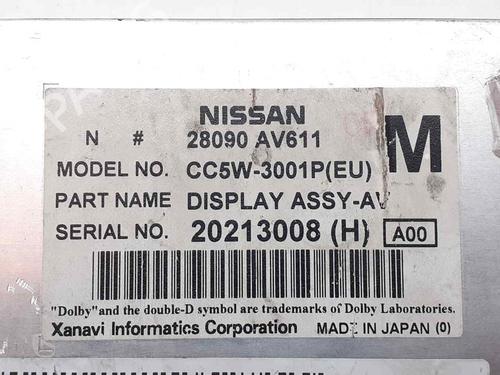 NISSAN
N # 28090 AV611
M
MODEL NO. CC5W-3001P(EU)
PART NAME DISPLAY ASSY-AV
SERIAL NO. 20213008 (H) A00
"Dolby"and the double-D symbol are trademarks of Dolby Laboratories.
Xanavi Informatics Corporation MADE IN JAPAN (0)